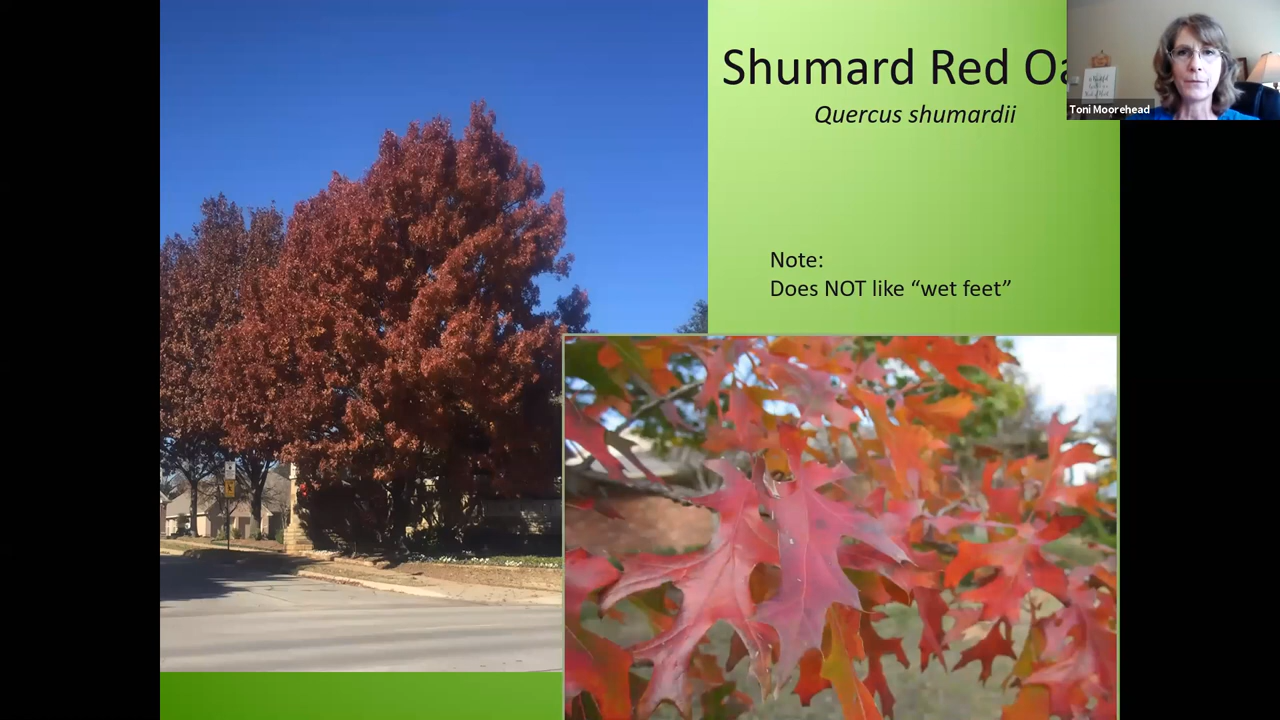 Shumard Red Oa
Quercus shumardii
Toni Moorehead
Note:
Does NOT like “wet feet”